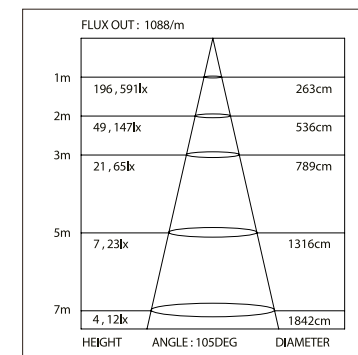 FLUX OUT : 1088/m
1m
196 , 591lx 263cm
2m
49 , 147lx 536cm
3m
21 , 65lx 789cm
5m
7 , 23lx 1316cm
7m
4 , 12lx 1842cm
HEIGHT ANGLE : 105DEG DIAMETER